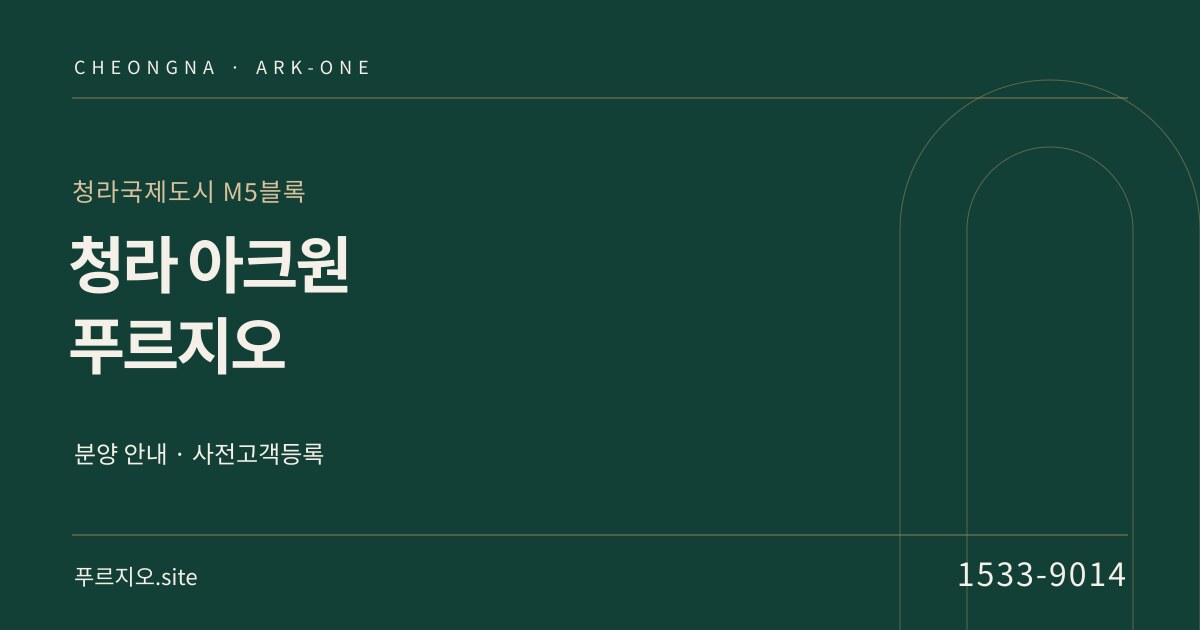 CHEONGNA · ARK-ONE
청라국제도시 M5블록
청라 아크원
푸르지오
분양 안내 · 사전고객등록
푸르지오.site
1533-9014